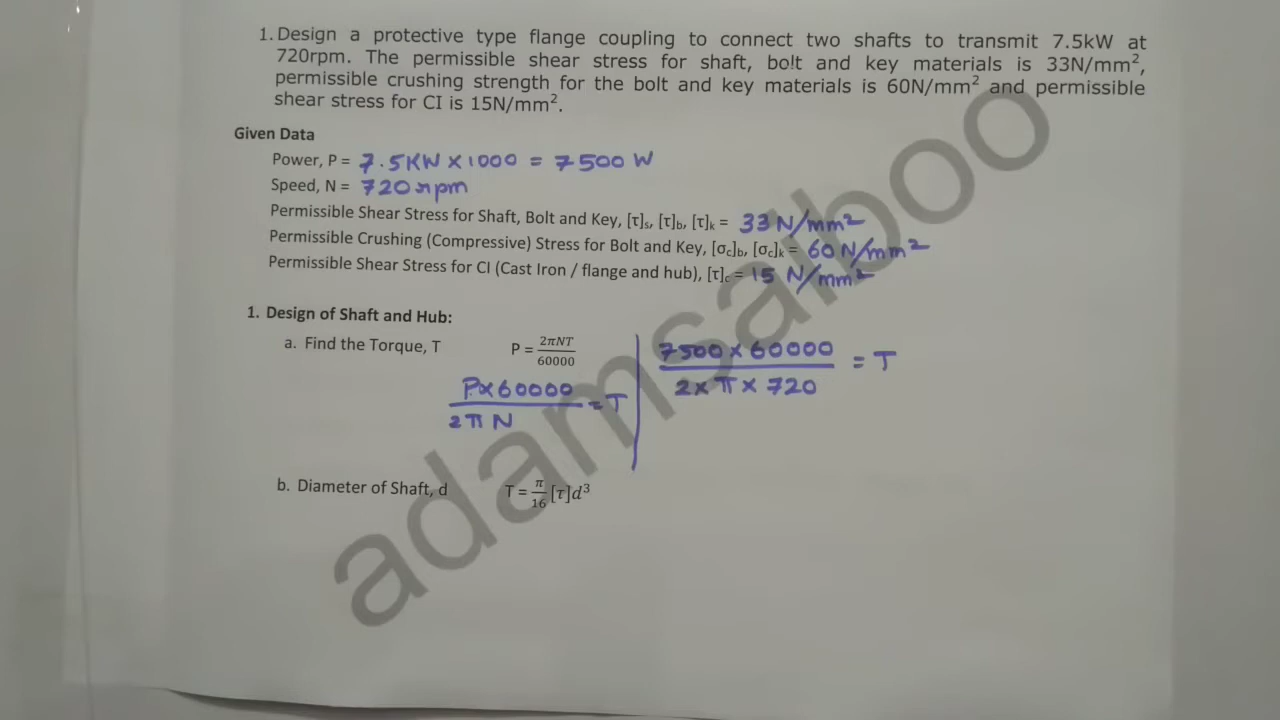 1. Design a protective type flange coupling to connect two shafts to transmit 7.5kW at
720rpm. The permissible shear stress for shaft, bolt and key materials is 33N/mm²,
permissible crushing strength for the bolt and key materials is 60N/mm² and permissible
shear stress for CI is 15N/mm².
Given Data
Power, P = 7.5KW × 1000 = 7500 W
Speed, N = 720 rpm
Permissible Shear Stress for Shaft, Bolt and Key, [τ]s, [τ]b, [τ]k = 33 N/mm²
Permissible Crushing (Compressive) Stress for Bolt and Key, [σc]b, [σc]k = 60 N/mm²
Permissible Shear Stress for CI (Cast Iron / flange and hub), [τ]c = 15 N/mm²
1. Design of Shaft and Hub:
a. Find the Torque, T P = 2πNT / 60000
P × 60000 / 2πN = T
7500 × 60000 / 2 × π × 720 = T
b. Diameter of Shaft, d T = π/16 [τ]d³
adamsaiboo